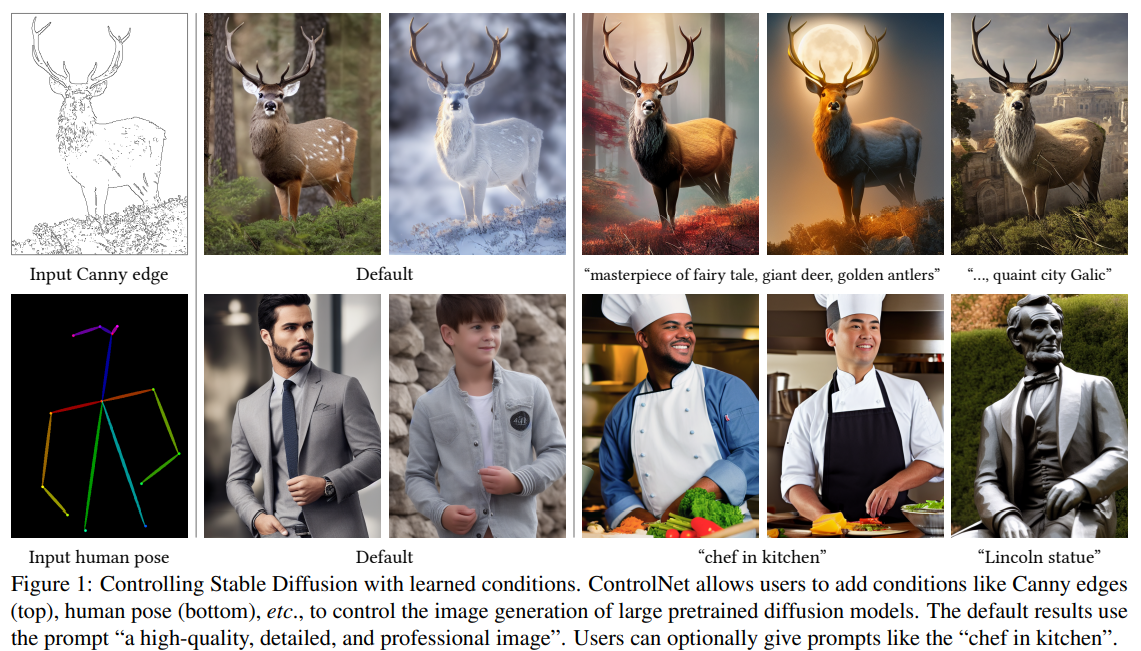 Input Canny edge
Default
“masterpiece of fairy tale, giant deer, golden antlers”
“…, quaint city Galic”
Input human pose
Default
“chef in kitchen”
“Lincoln statue”
Figure 1: Controlling Stable Diffusion with learned conditions. ControlNet allows users to add conditions like Canny edges
(top), human pose (bottom), etc., to control the image generation of large pretrained diffusion models. The default results use
the prompt “a high-quality, detailed, and professional image”. Users can optionally give prompts like the “chef in kitchen”.